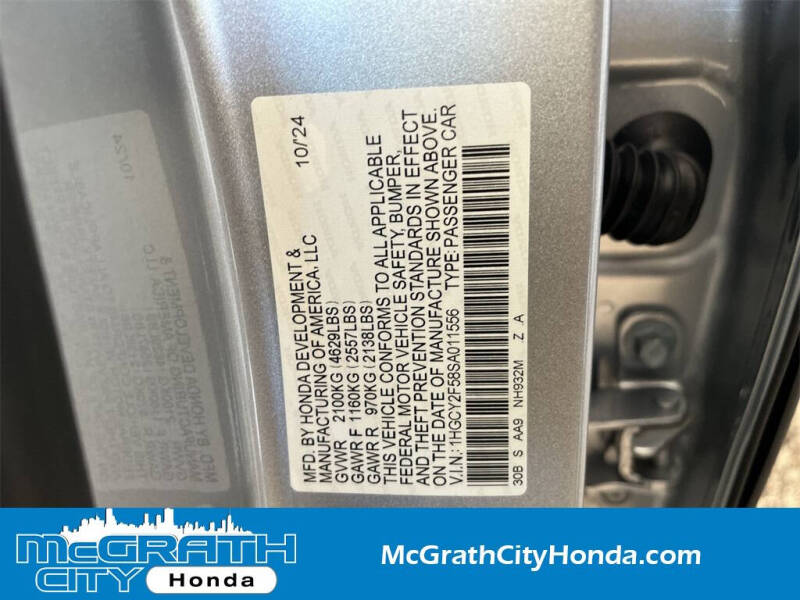 MFD. BY HONDA DEVELOPMENT & 10/24
MANUFACTURING OF AMERICA, LLC
GVWR 2100KG (4629LBS)
GAWR F 1160KG (2557LBS)
GAWR R 970KG (2138LBS)
THIS VEHICLE CONFORMS TO ALL APPLICABLE
FEDERAL MOTOR VEHICLE SAFETY, BUMPER,
AND THEFT PREVENTION STANDARDS IN EFFECT
ON THE DATE OF MANUFACTURE SHOWN ABOVE.
V.I.N: 1HGCY2F58SA011556 TYPE:PASSENGER CAR
30B S AA9 NH932M Z .A
McGRATH
CITY Honda
McGrathCityHonda.com